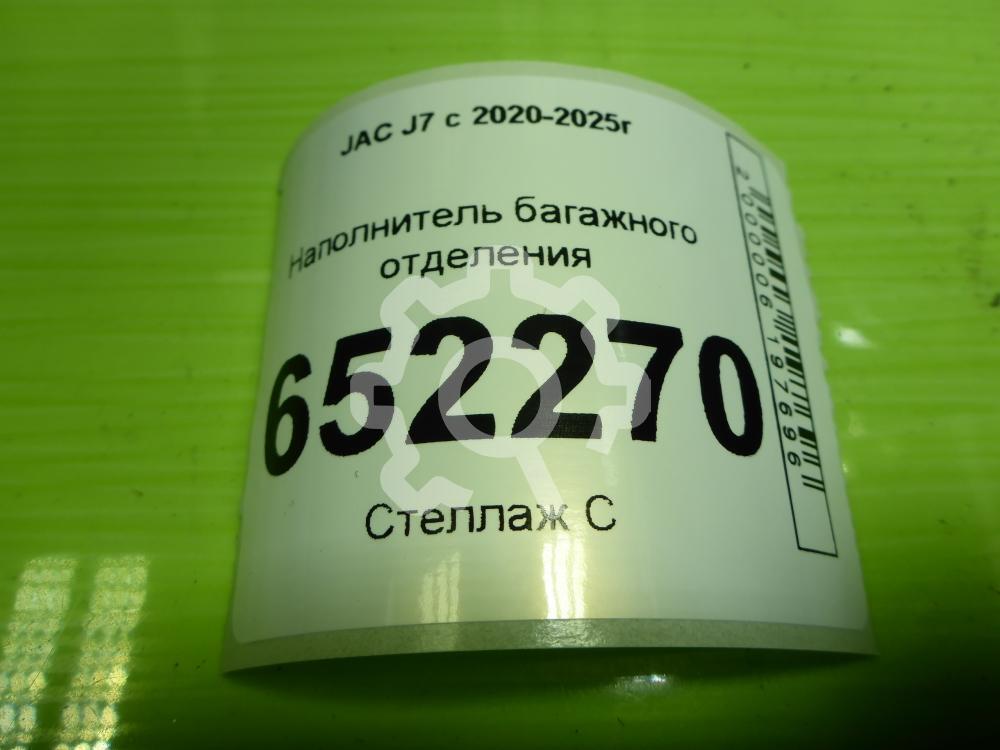 JAC J7 с 2020-2025г
Наполнитель багажного
отделения
652270
Стеллаж С
2000006197696